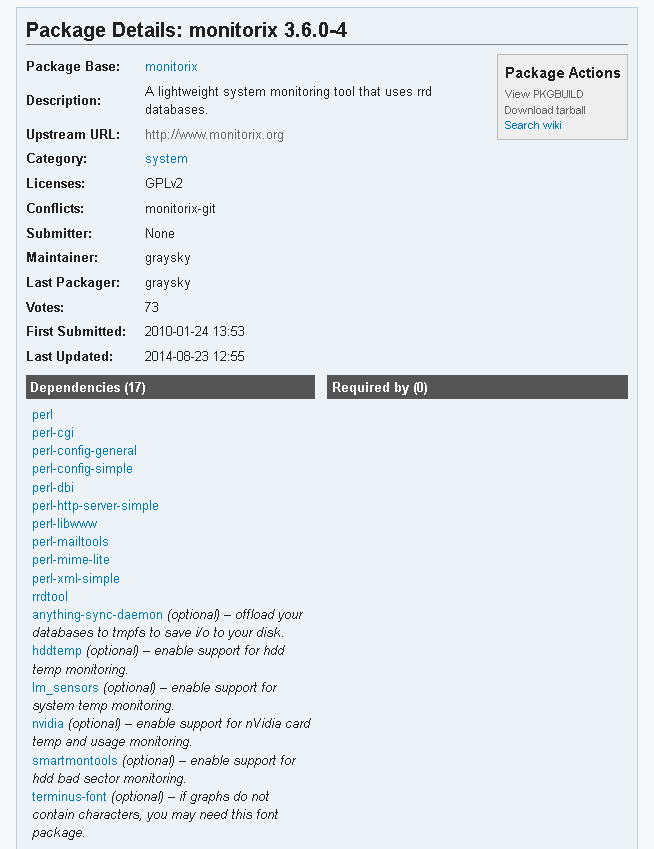 Package Details: monitorix 3.6.0-4
Package Actions
View PKGBUILD
Download tarball
Search wiki
Package Base: monitorix
Description: A lightweight system monitoring tool that uses rrd
databases.
Upstream URL: http://www.monitorix.org
Category: system
Licenses: GPLv2
Conflicts: monitorix-git
Submitter: None
Maintainer: graysky
Last Packager: graysky
Votes: 73
First Submitted: 2010-01-24 13:53
Last Updated: 2014-08-23 12:55
Dependencies (17)
perl
perl-cgi
perl-config-general
perl-config-simple
perl-dbi
perl-http-server-simple
perl-libwww
perl-mailtools
perl-mime-lite
perl-xml-simple
rrdtool
anything-sync-daemon (optional) – offload your
databases to tmpfs to save i/o to your disk.
hddtemp (optional) – enable support for hdd
temp monitoring.
lm_sensors (optional) – enable support for
system temp monitoring.
nvidia (optional) – enable support for nVidia card
temp and usage monitoring.
smartmontools (optional) – enable support for
hdd bad sector monitoring.
terminus-font (optional) – if graphs do not
contain characters, you may need this font
package.
Required by (0)